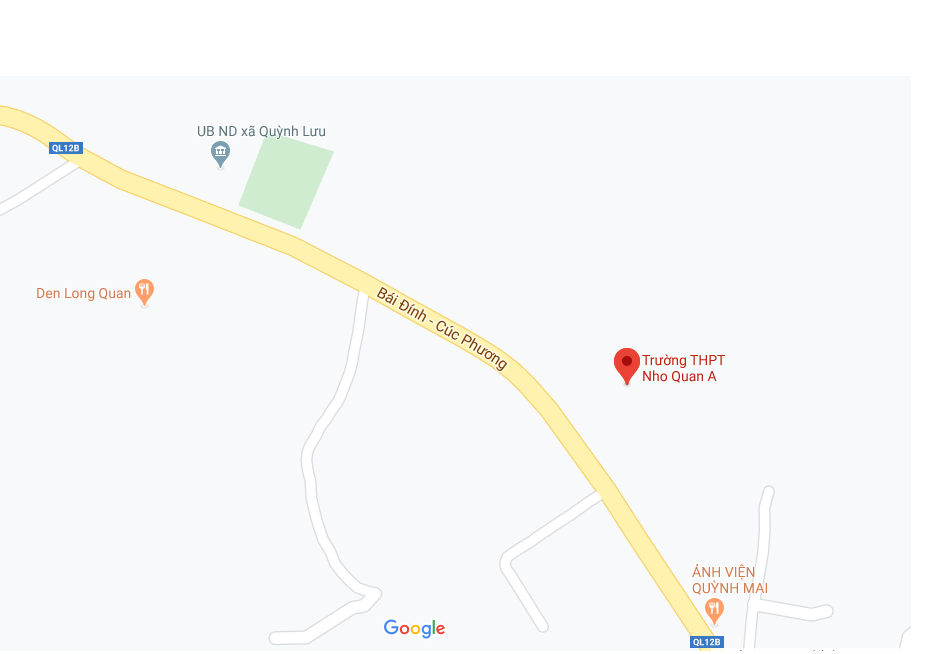 UB ND xã Quỳnh Lưu
QL12B
Den Long Quan
Bái Đính - Cúc Phương
Trường THPT
Nho Quan A
ẢNH VIỆN
QUỲNH MAI
Google
QL12B